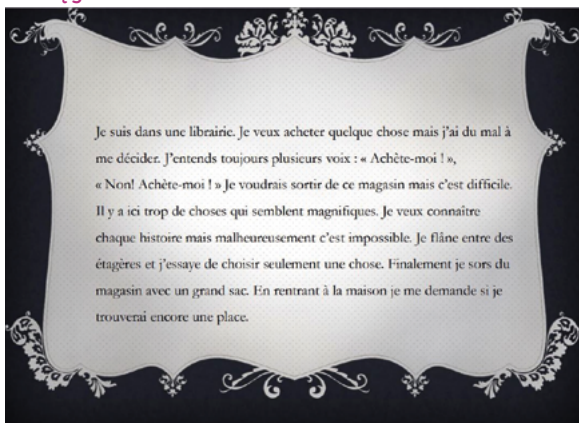 Je suis dans une librairie. Je veux acheter quelque chose mais j'ai du mal à
me décider. J'entends toujours plusieurs voix : « Achète-moi ! »,
« Non! Achète-moi ! » Je voudrais sortir de ce magasin mais c'est difficile.
Il y a ici trop de choses qui semblent magnifiques. Je veux connaître
chaque histoire mais malheureusement c'est impossible. Je flâne entre des
étagères et j'essaye de choisir seulement une chose. Finalement je sors du
magasin avec un grand sac. En rentrant à la maison je me demande si je
trouverai encore une place.